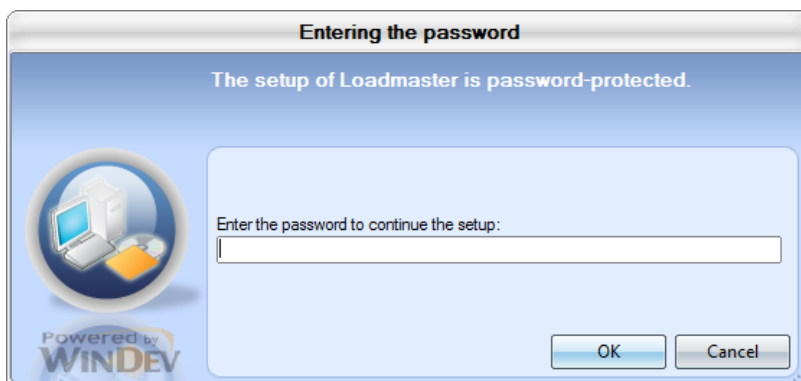 Entering the password
The setup of Loadmaster is password-protected.
Enter the password to continue the setup:
Powered by
WINDEV
OK
Cancel